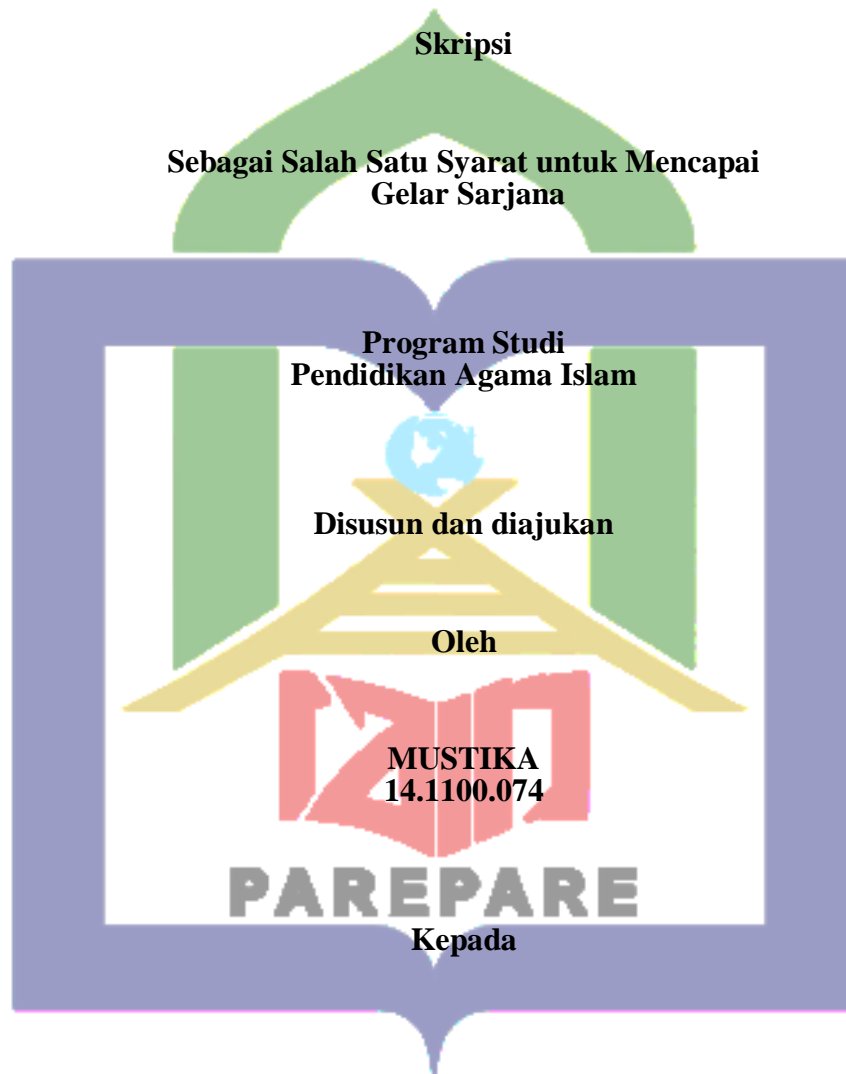 Skripsi
Sebagai Salah Satu Syarat untuk Mencapai
Gelar Sarjana
Program Studi
Pendidikan Agama Islam
Disusun dan diajukan
Oleh
MUSTIKA
14.1100.074
PAREPARE
Kepada